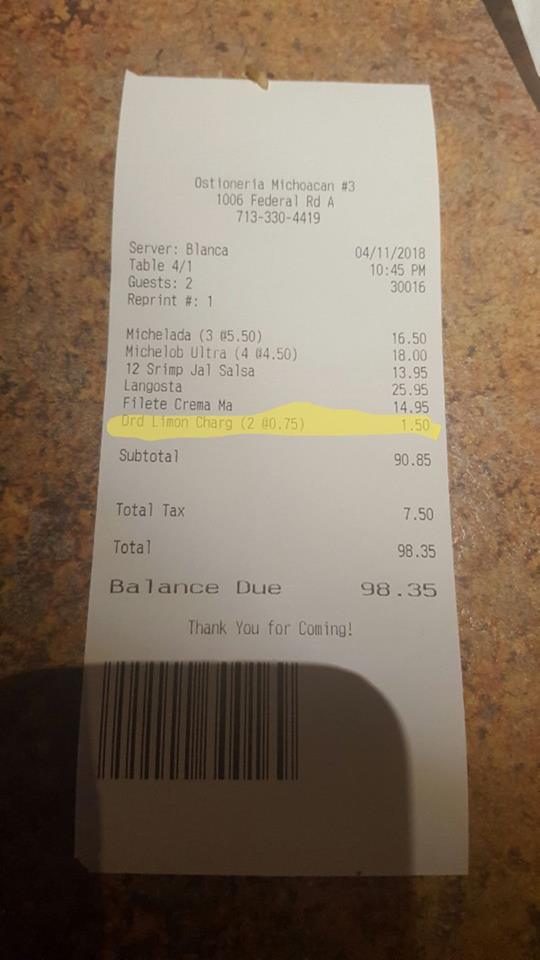 Ostioneria Michoacan #3
1006 Federal Rd A
713-330-4419
Server: Blanca 04/11/2018
Table 4/1 10:45 PM
Guests: 2 30016
Reprint #: 1
Michelada (3 @5.50) 16.50
Michelob Ultra (4 @4.50) 18.00
12 Srimp Jal Salsa 13.95
Langosta 25.95
Filete Crema Ma 14.95
Ord Limon Charg (2 @0.75) 1.50
Subtotal 90.85
Total Tax 7.50
Total 98.35
Balance Due 98.35
Thank You for Coming!